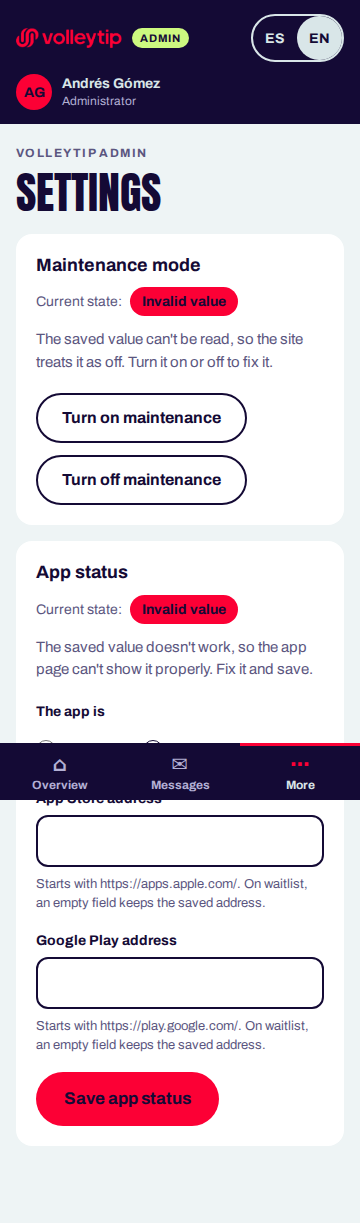 volleytip ADMIN ES EN
AG Andrés Gómez
Administrator
VOLLEYTIP ADMIN
SETTINGS
Maintenance mode
Current state: Invalid value
The saved value can't be read, so the site
treats it as off. Turn it on or off to fix it.
Turn on maintenance
Turn off maintenance
App status
Current state: Invalid value
The saved value doesn't work, so the app
page can't show it properly. Fix it and save.
The app is
Overview Messages More
App Store address
Starts with https://apps.apple.com/. On waitlist,
an empty field keeps the saved address.
Google Play address
Starts with https://play.google.com/. On waitlist,
an empty field keeps the saved address.
Save app status